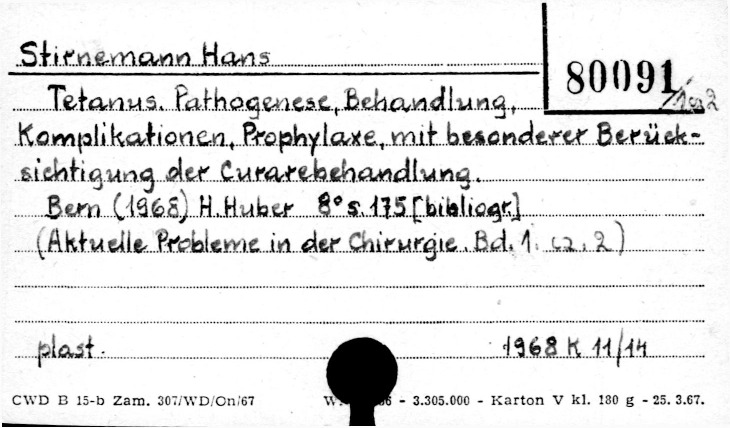 Stirnemann Hans
80091
Tetanus. Pathogenese, Behandlung,
Komplikationen, Prophylaxe, mit besonderer Berück-
sichtigung der Curarebehandlung.
Bern (1968) H. Huber 8° s. 175 [bibliogr.]
(Aktuelle Probleme in der Chirurgie. Bd. 1. cz. 2)
plast. 1968 K 11/14
CWD B 15-b Zam. 307/WD/On/67 - 3.305.000 - Karton V kl. 180 g - 25. 3.67.